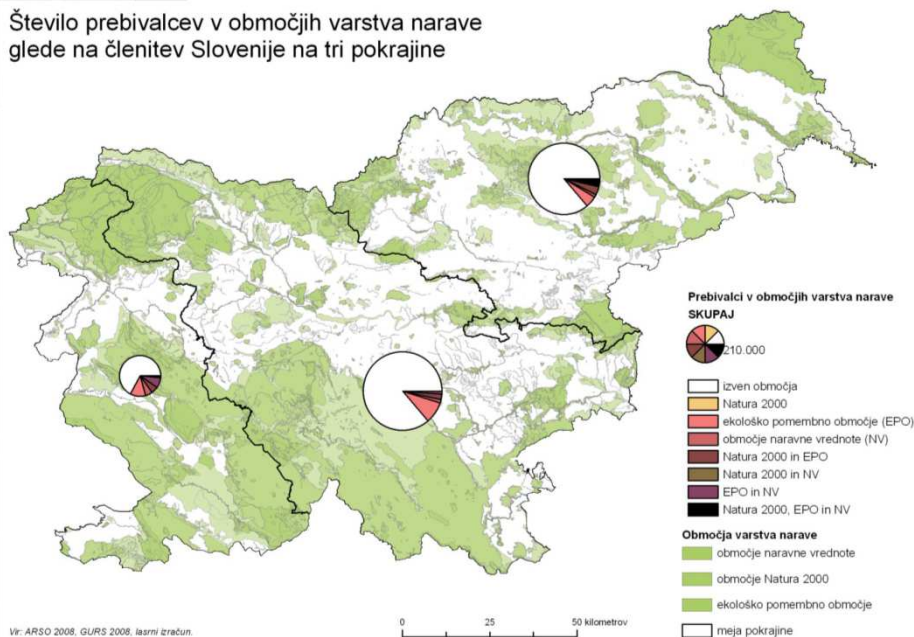 Število prebivalcev v območjih varstva narave
glede na členitev Slovenije na tri pokrajine
Prebivalci v območjih varstva narave
SKUPAJ
210.000
izven območja
Natura 2000
ekološko pomembno območje (EPO)
območje naravne vrednote (NV)
Natura 2000 in EPO
Natura 2000 in NV
EPO in NV
Natura 2000, EPO in NV
Območja varstva narave
območje naravne vrednote
območje Natura 2000
ekološko pomembno območje
meja pokrajine
Vir: ARSO 2008, GURS 2008, lasrni izračun.
0 25 50 kilometrov